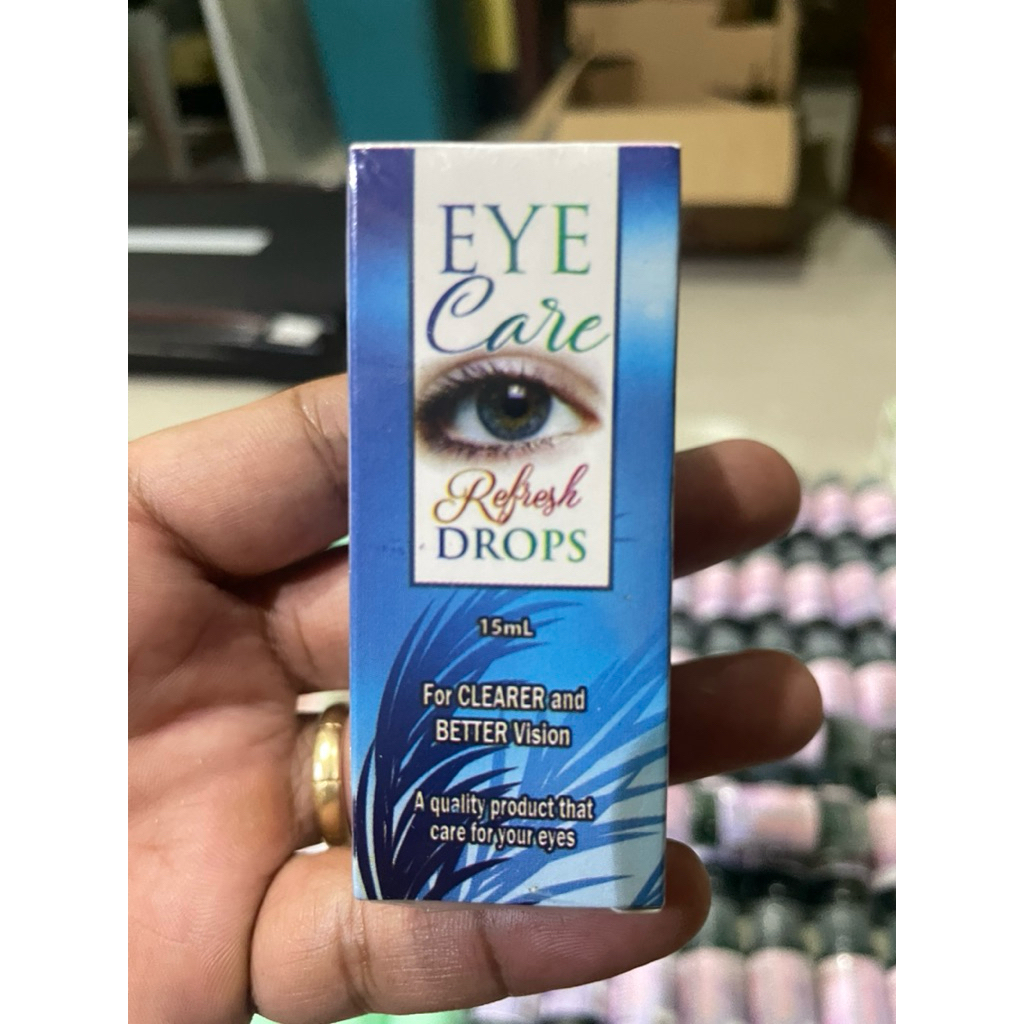 EYE
Care
Refresh
DROPS
15mL
For CLEARER and
BETTER Vision
A quality product that
care for your eyes